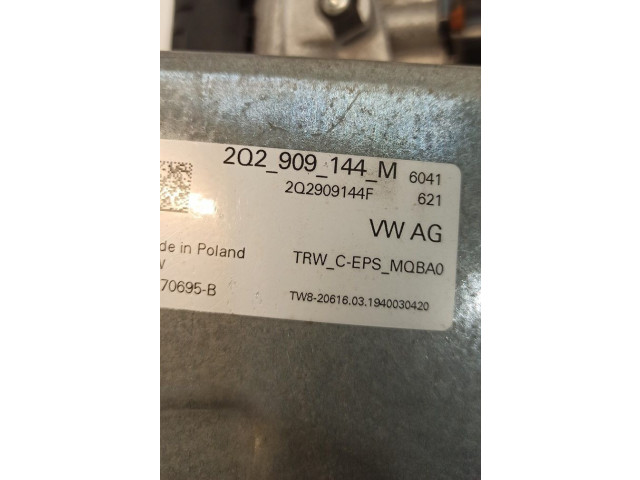 2Q2_909_144_M 6041
2Q2909144F 621
VW AG
de in Poland TRW_C-EPS_MQBA0
70695-B TW8-20616.03.1940030420